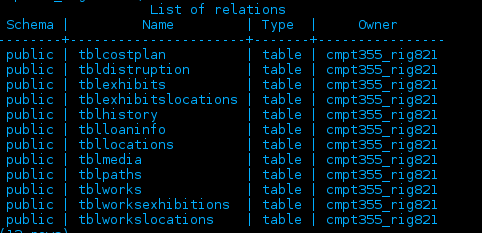 List of relations
Schema | Name | Type | Owner
--------+---------------------+-------+---------------
public | tblcostplan | table | cmpt355_rig821
public | tbldistruption | table | cmpt355_rig821
public | tblexhibits | table | cmpt355_rig821
public | tblexhibitslocations | table | cmpt355_rig821
public | tblhistory | table | cmpt355_rig821
public | tblloaninfo | table | cmpt355_rig821
public | tbllocations | table | cmpt355_rig821
public | tblmedia | table | cmpt355_rig821
public | tblpaths | table | cmpt355_rig821
public | tblworks | table | cmpt355_rig821
public | tblworksexhibitions | table | cmpt355_rig821
public | tblworkslocations | table | cmpt355_rig821